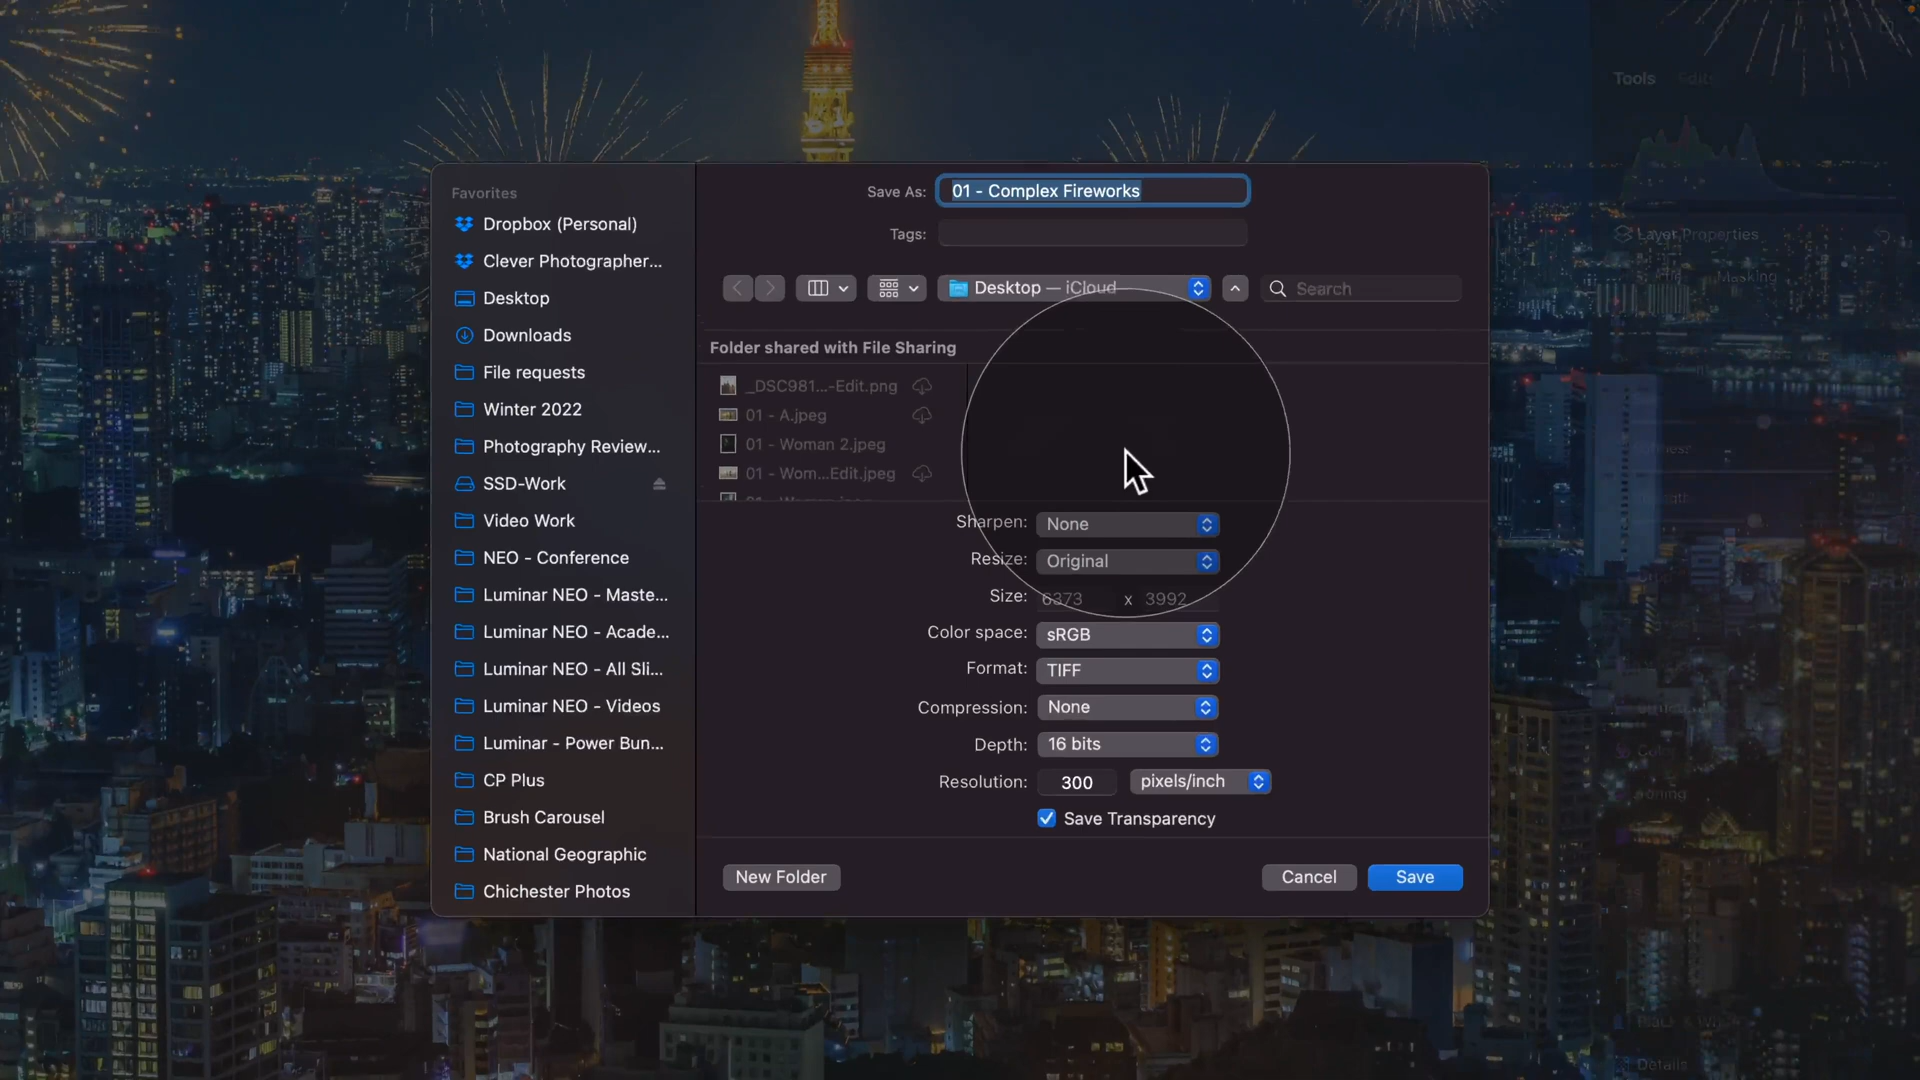 Tools Edits
Favorites
Dropbox (Personal)
Clever Photographer...
Desktop
Downloads
File requests
Winter 2022
Photography Review...
SSD-Work
Video Work
NEO - Conference
Luminar NEO - Maste...
Luminar NEO - Acade...
Luminar NEO - All Sli...
Luminar NEO - Videos
Luminar - Power Bun...
CP Plus
Brush Carousel
National Geographic
Chichester Photos
Save As: 01 - Complex Fireworks
Tags:
Desktop — iCloud
Search
Folder shared with File Sharing
_DSC981...-Edit.png
01 - A.jpeg
01 - Woman 2.jpeg
01 - Wom...Edit.jpeg
Sharpen: None
Resize: Original
Size: 6373 x 3992
Color space: sRGB
Format: TIFF
Compression: None
Depth: 16 bits
Resolution: 300 pixels/inch
Save Transparency
New Folder
Cancel
Save
Layer Properties
Masking
Details